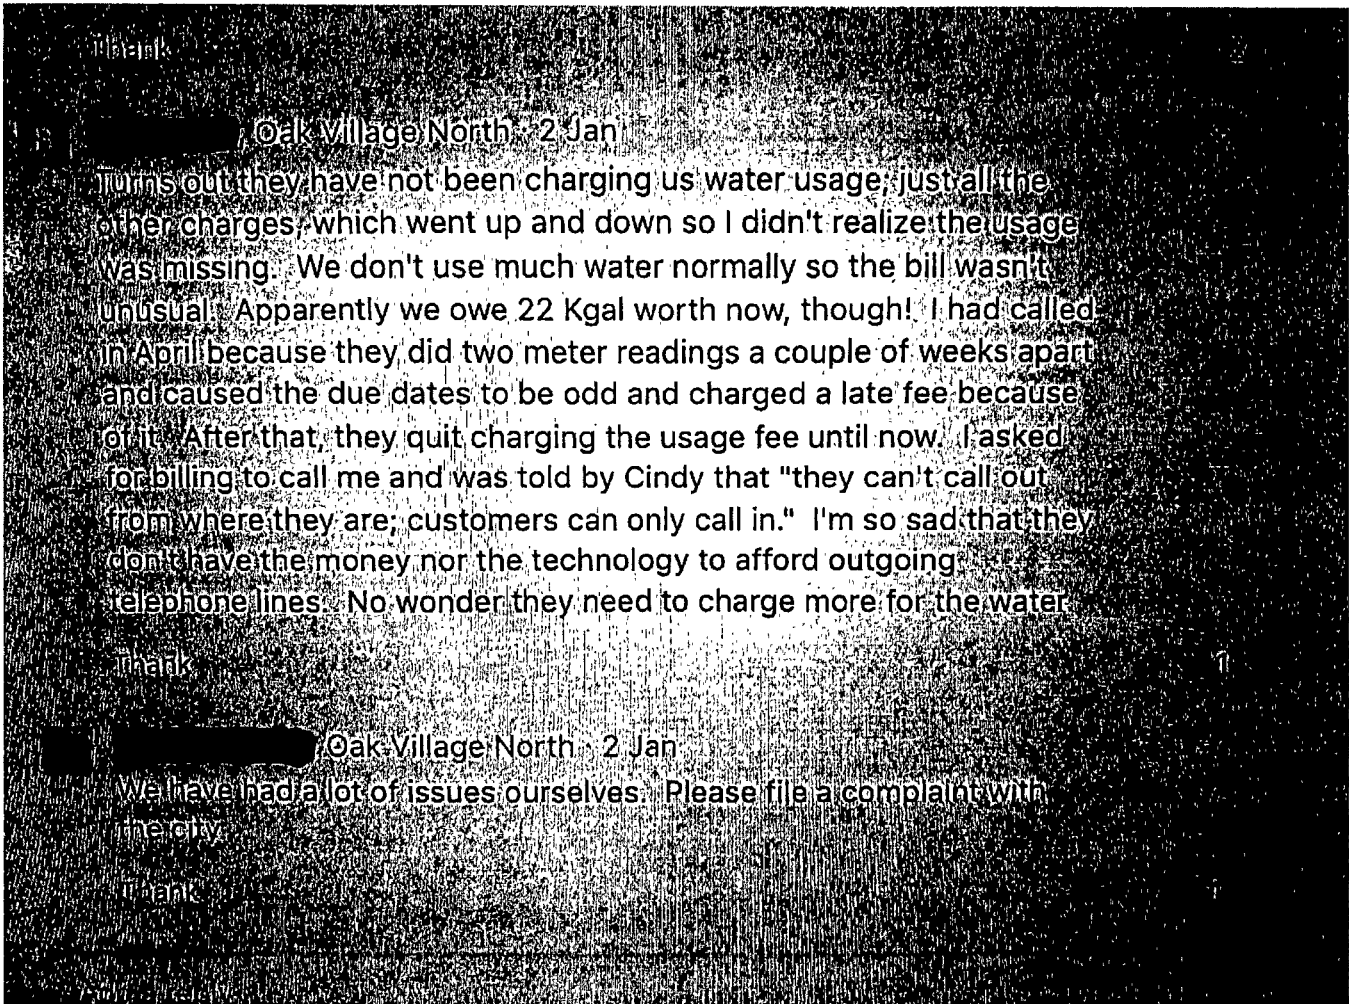 Thank
Oak Village North · 2 Jan
Turns out they have not been charging us water usage, just all the
other charges, which went up and down so I didn't realize the usage
was missing. We don't use much water normally so the bill wasn't
unusual. Apparently we owe 22 Kgal worth now, though! I had called
in April because they did two meter readings a couple of weeks apart
and caused the due dates to be odd and charged a late fee because
of it. After that, they quit charging the usage fee until now. I asked
for billing to call me and was told by Cindy that "they can't call out
from where they are; customers can only call in." I'm so sad that they
don't have the money nor the technology to afford outgoing
telephone lines. No wonder they need to charge more for the water
Thank 1
Oak Village North · 2 Jan
We have had a lot of issues ourselves. Please file a complaint with
the city.
Thank 1